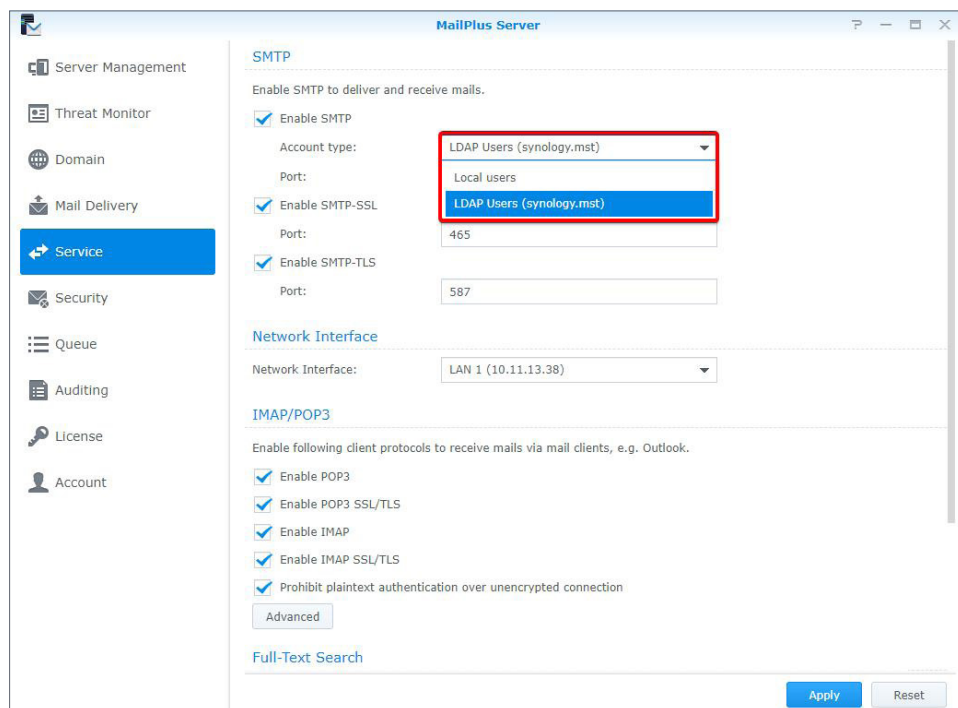 MailPlus Server
Server Management
Threat Monitor
Domain
Mail Delivery
Service
Security
Queue
Auditing
License
Account
SMTP
Enable SMTP to deliver and receive mails.
Enable SMTP
Account type: LDAP Users (synology.mst)
Local users
LDAP Users (synology.mst)
Port:
Enable SMTP-SSL
Port: 465
Enable SMTP-TLS
Port: 587
Network Interface
Network Interface: LAN 1 (10.11.13.38)
IMAP/POP3
Enable following client protocols to receive mails via mail clients, e.g. Outlook.
Enable POP3
Enable POP3 SSL/TLS
Enable IMAP
Enable IMAP SSL/TLS
Prohibit plaintext authentication over unencrypted connection
Advanced
Full-Text Search
Apply Reset